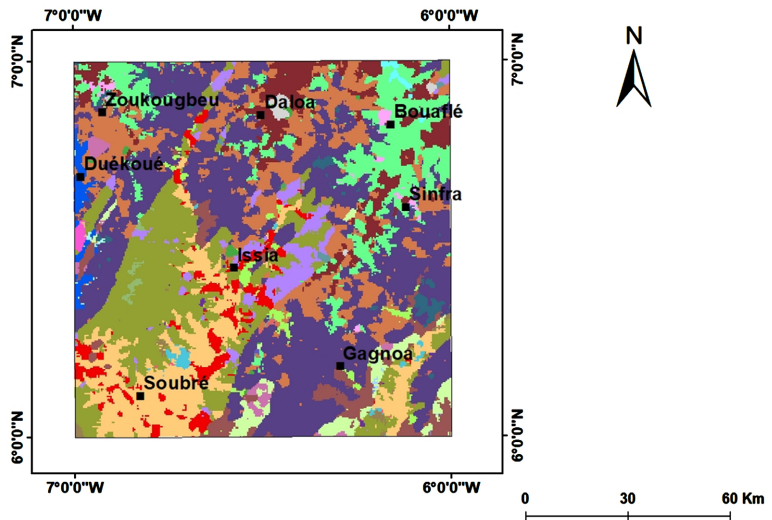 7°0'0"W 6°0'0"W
7°0'0"N 7°0'0"N
N
Zoukougbeu
Daloa
Bouaflé
Duékoué
Sinfra
Issia
Gagnoa
Soubré
6°0'0"N 6°0'0"N
7°0'0"W 6°0'0"W
0 30 60 Km